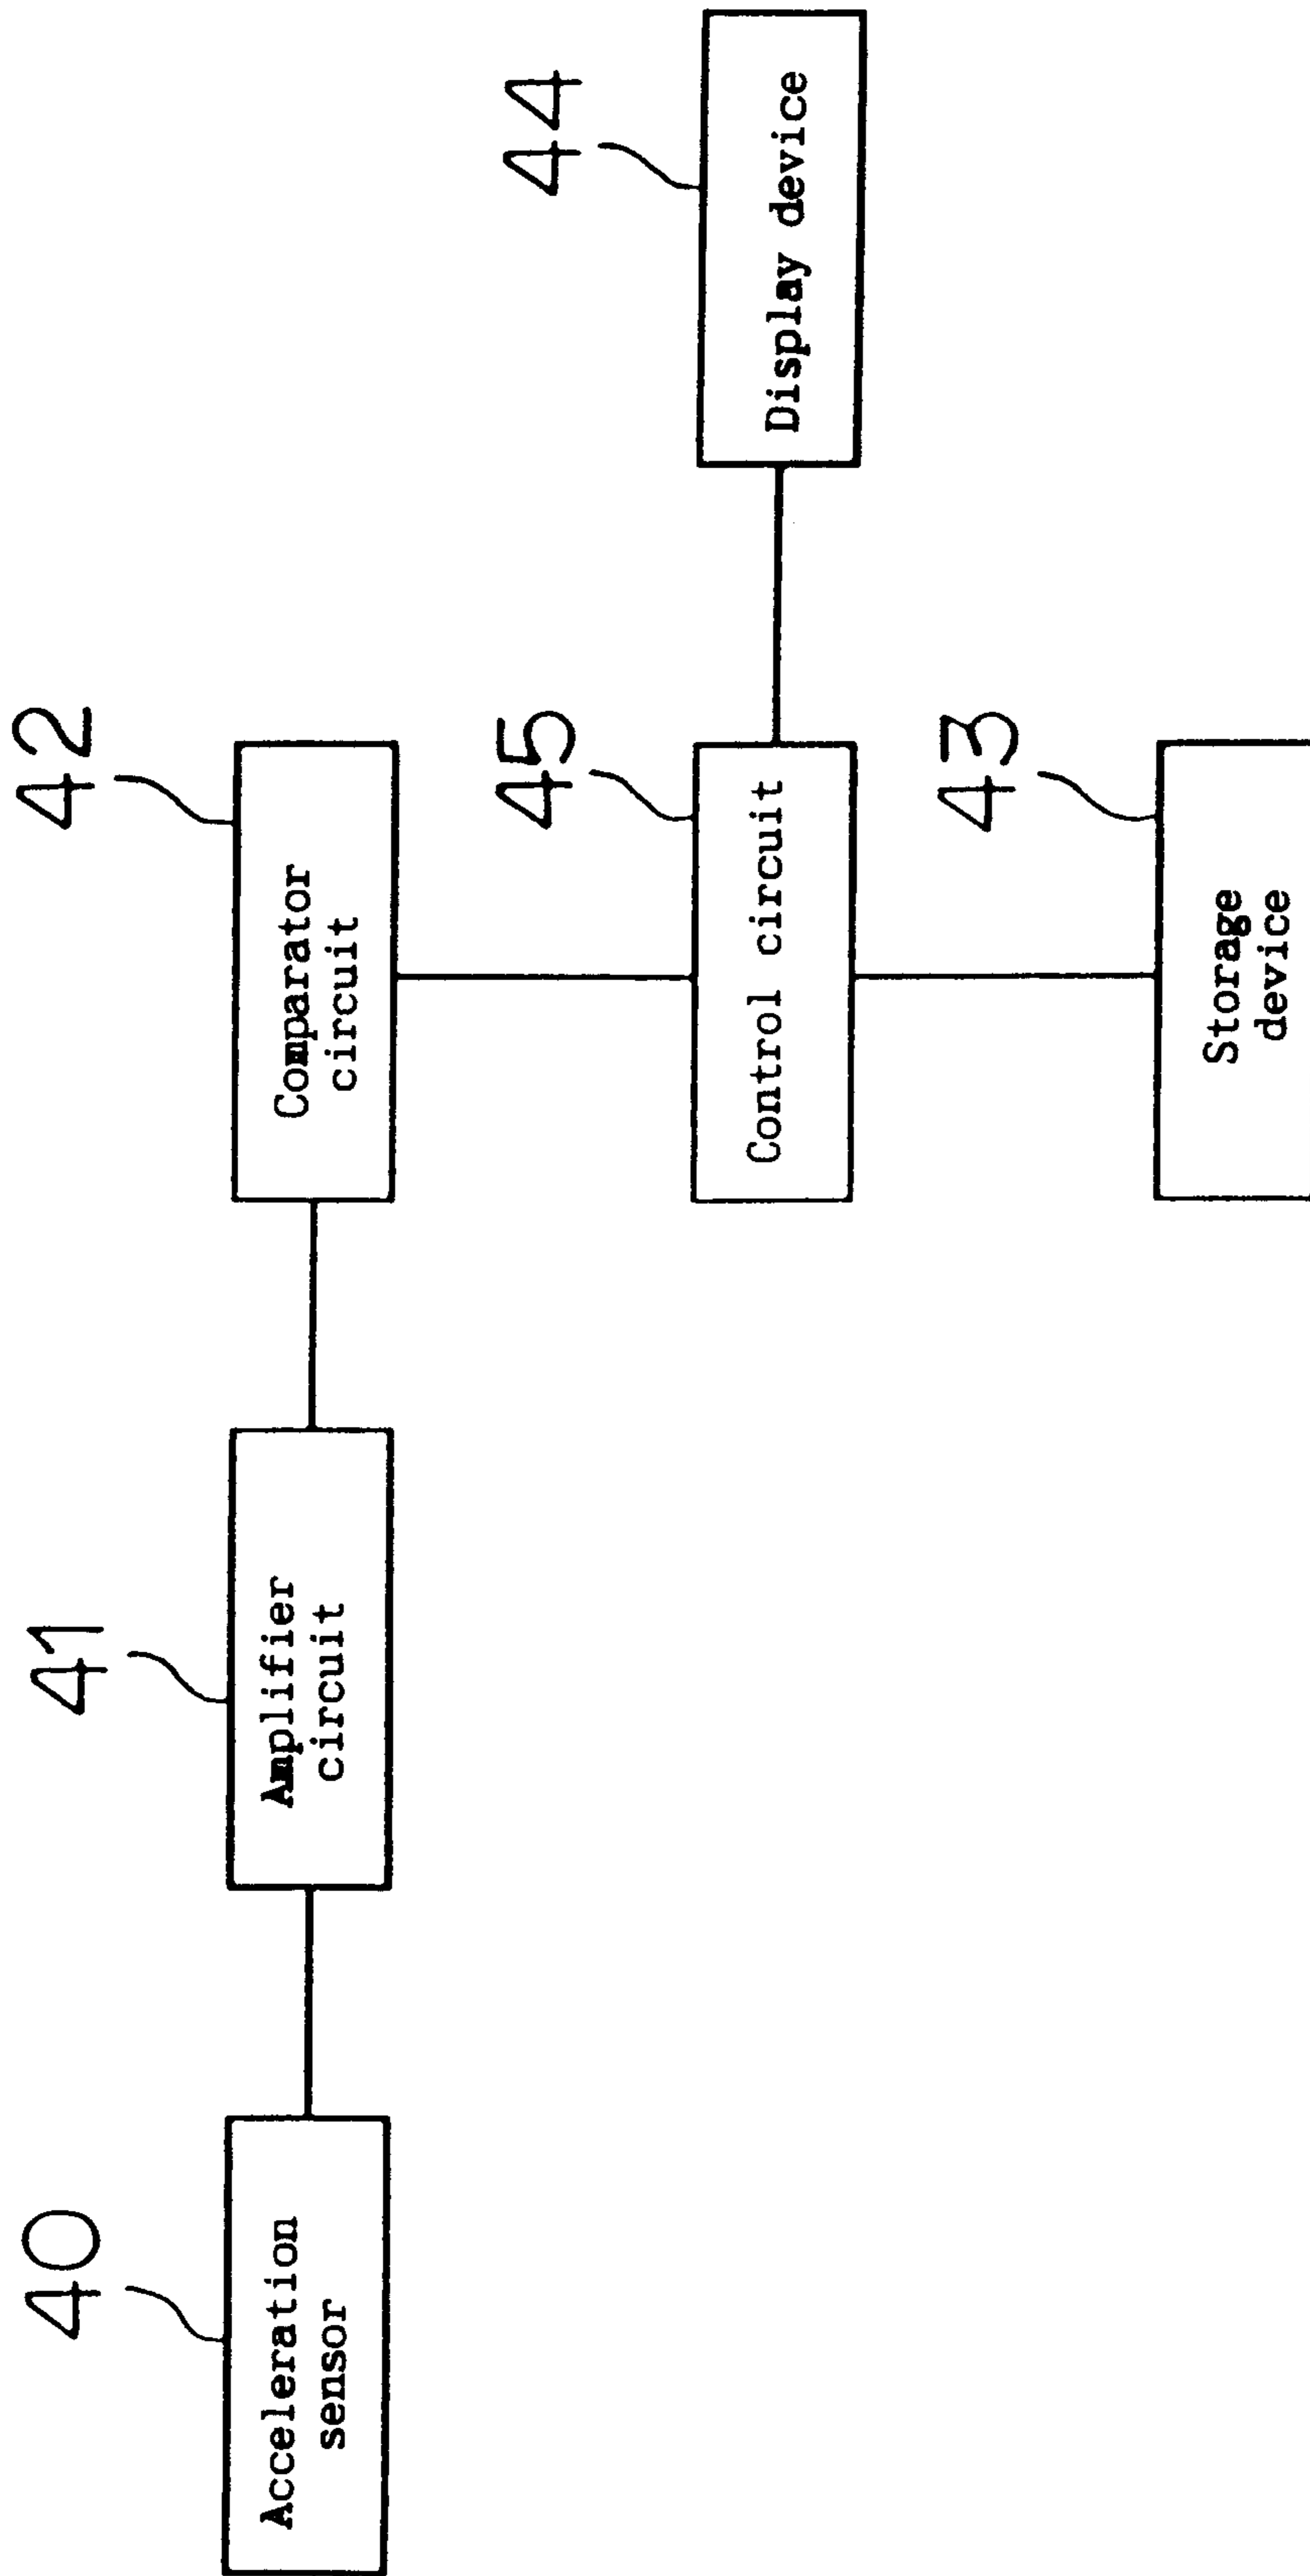 40
Acceleration
sensor
41
Amplifier
circuit
42
Comparator
circuit
45
Control circuit
44
Display device
43
Storage
device